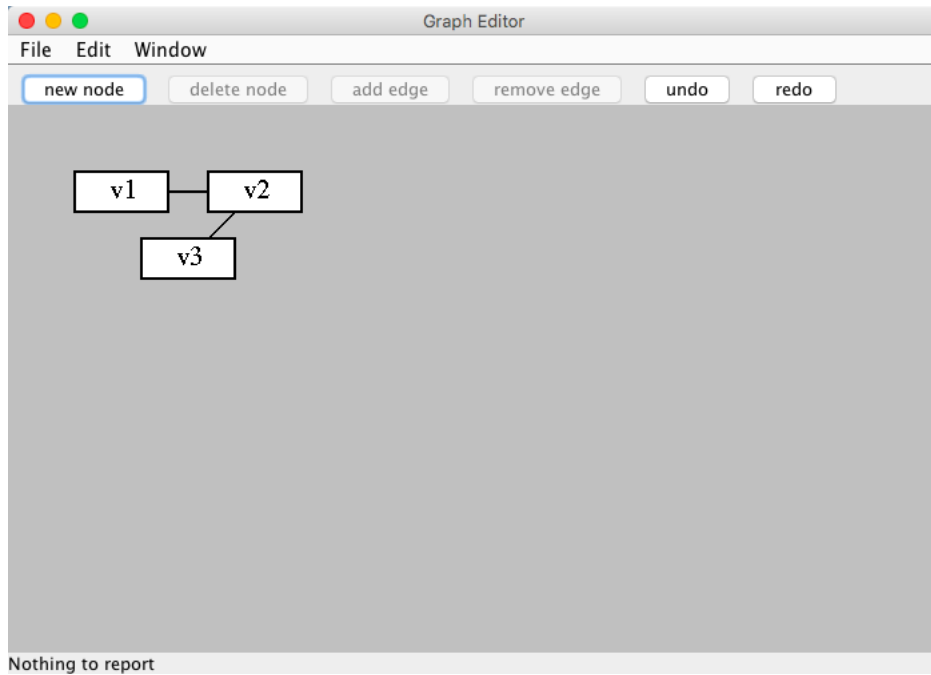 Graph Editor
File Edit Window
new node delete node add edge remove edge undo redo
v1 v2
v3
Nothing to report